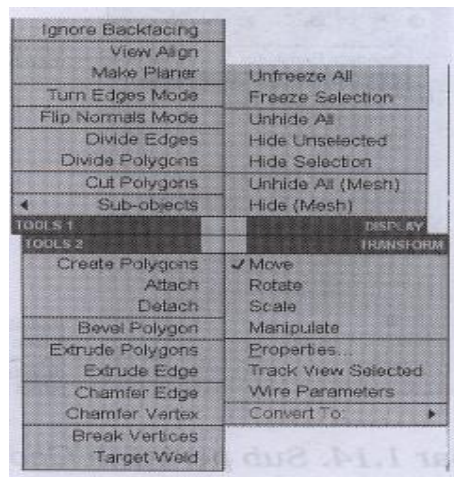 Ignore Backfacing
View Align
Make Planar
Turn Edges Mode
Flip Normals Mode
Divide Edges
Divide Polygons
Cut Polygons
Sub-objects
TOOLS 1
Unfreeze All
Freeze Selection
Unhide All
Hide Unselected
Hide Selection
Unhide All (Mesh)
Hide (Mesh)
DISPLAY
TOOLS 2
Create Polygons
Attach
Detach
Bevel Polygon
Extrude Polygons
Extrude Edge
Chamfer Edge
Chamfer Vertex
Break Vertices
Target Weld
TRANSFORM
Move
Rotate
Scale
Manipulate
Properties...
Track View Selected
Wire Parameters
Convert To: